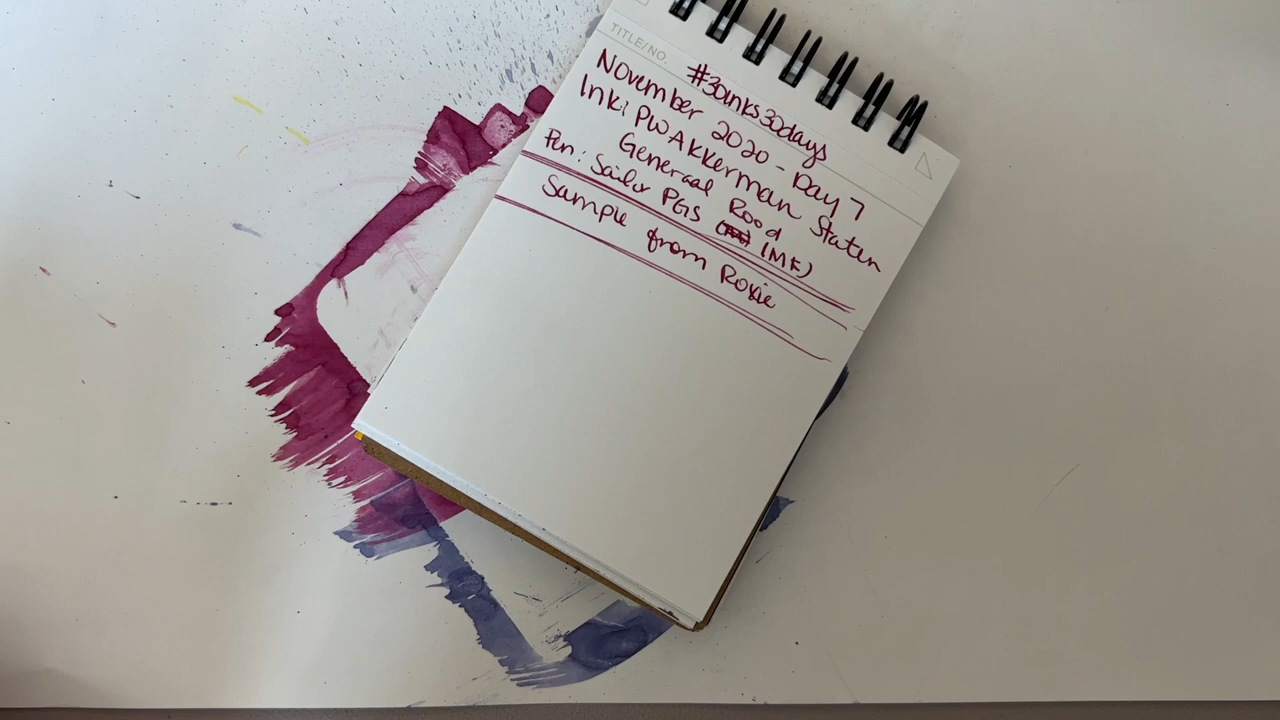 TITLE/NO.
#30inks30days
November 2020 - Day 7
Ink: PW Akkerman Staten
Generaal Rood
Pen: Sailor PGS (MF)
Sample from Roxie